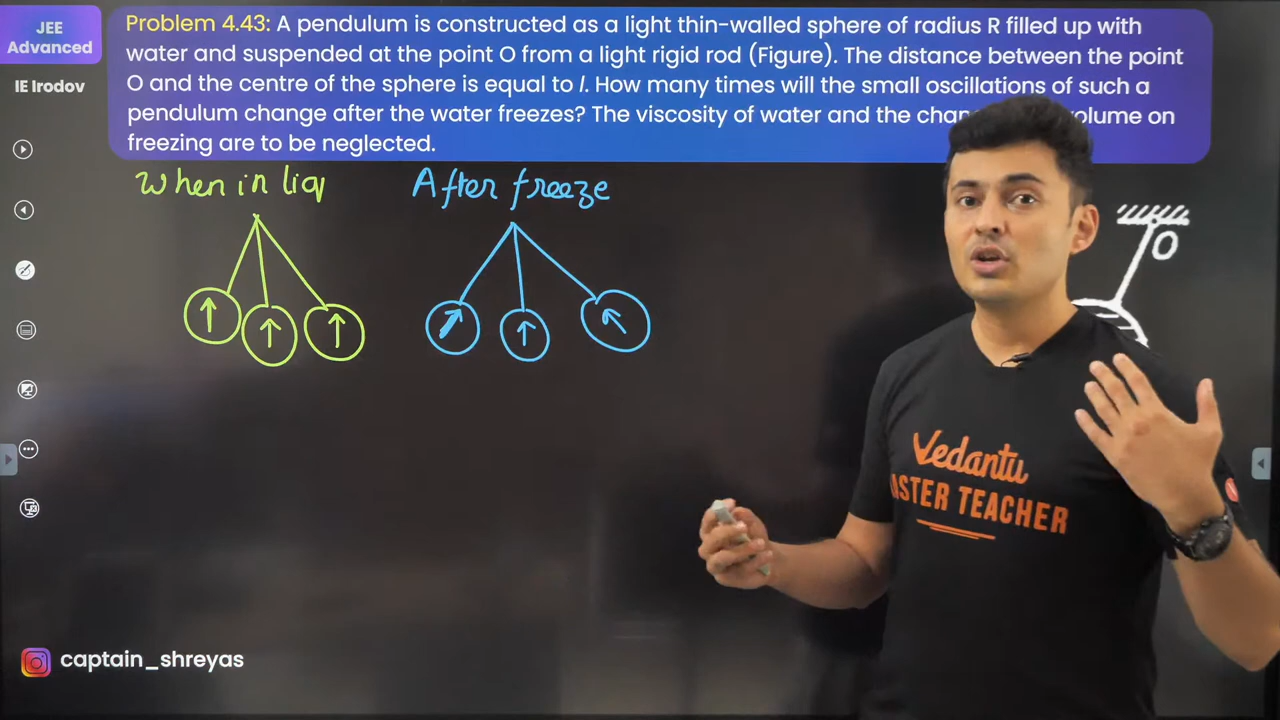 JEE
Advanced
IE Irodov
Problem 4.43: A pendulum is constructed as a light thin-walled sphere of radius R filled up with
water and suspended at the point O from a light rigid rod (Figure). The distance between the point
O and the centre of the sphere is equal to l. How many times will the small oscillations of such a
pendulum change after the water freezes? The viscosity of water and the volume on
freezing are to be neglected.
When in liq
After freeze
O
Vedantu
TEACHER
captain_shreyas